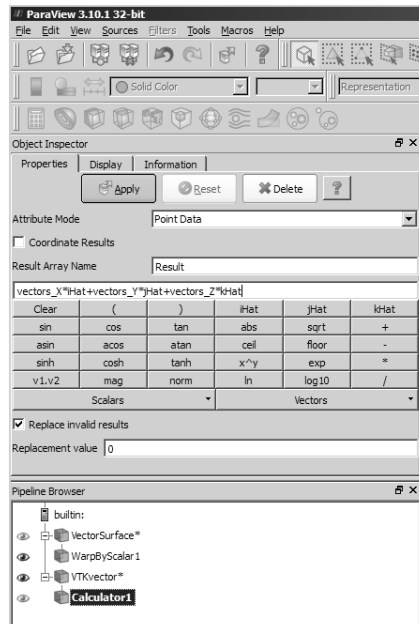 ParaView 3.10.1 32-bit
File Edit View Sources Filters Tools Macros Help
Solid Color Representation
Object Inspector
Properties Display Information
Apply Reset Delete ?
Attribute Mode Point Data
Coordinate Results
Result Array Name Result
vectors_X*iHat+vectors_Y*jHat+vectors_Z*kHat
Clear ( ) iHat jHat kHat
sin cos tan abs sqrt +
asin acos atan ceil floor -
sinh cosh tanh x^y exp *
v1.v2 mag norm ln log10 /
Scalars Vectors
Replace invalid results
Replacement value 0
Pipeline Browser
builtin:
VectorSurface*
WarpByScalar1
VTKvector*
Calculator1